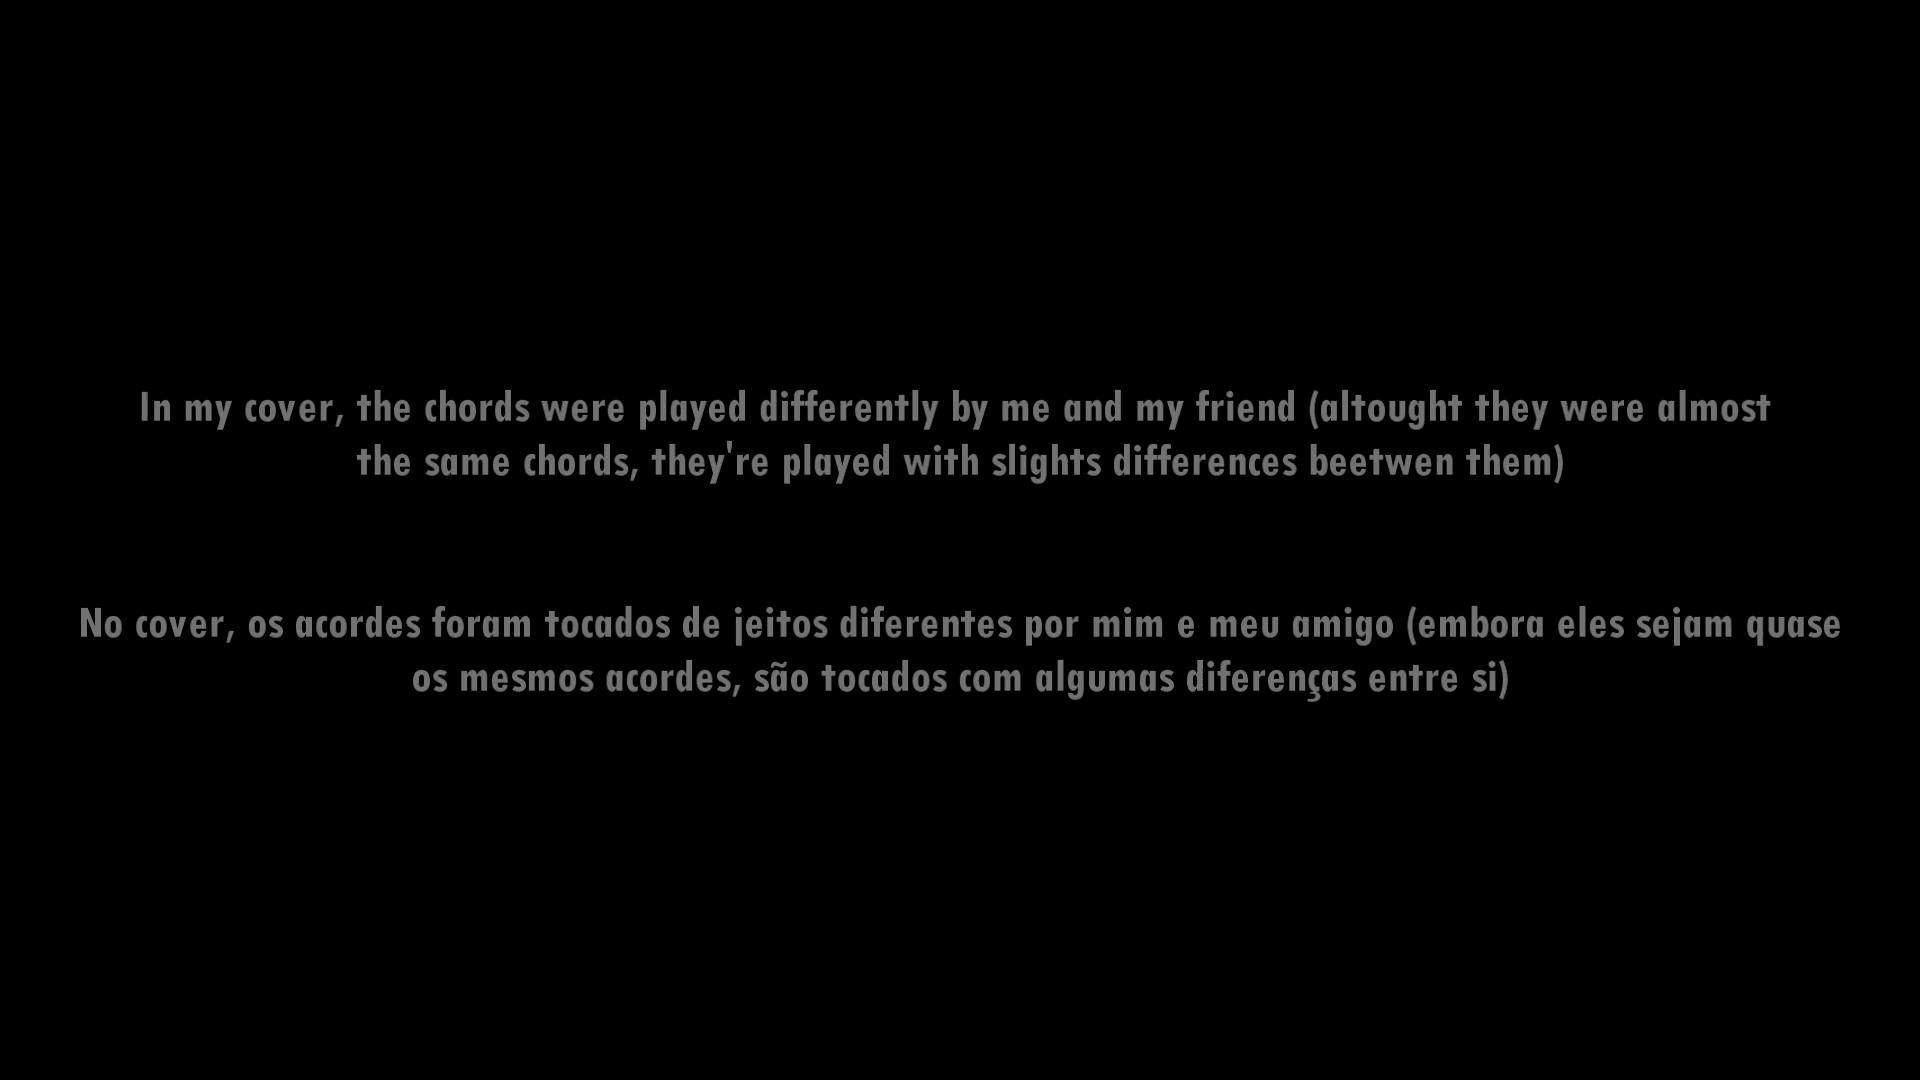 In my cover, the chords were played differently by me and my friend (altought they were almost
the same chords, they're played with slights differences beetwen them)
No cover, os acordes foram tocados de jeitos diferentes por mim e meu amigo (embora eles sejam quase
os mesmos acordes, são tocados com algumas diferenças entre si)